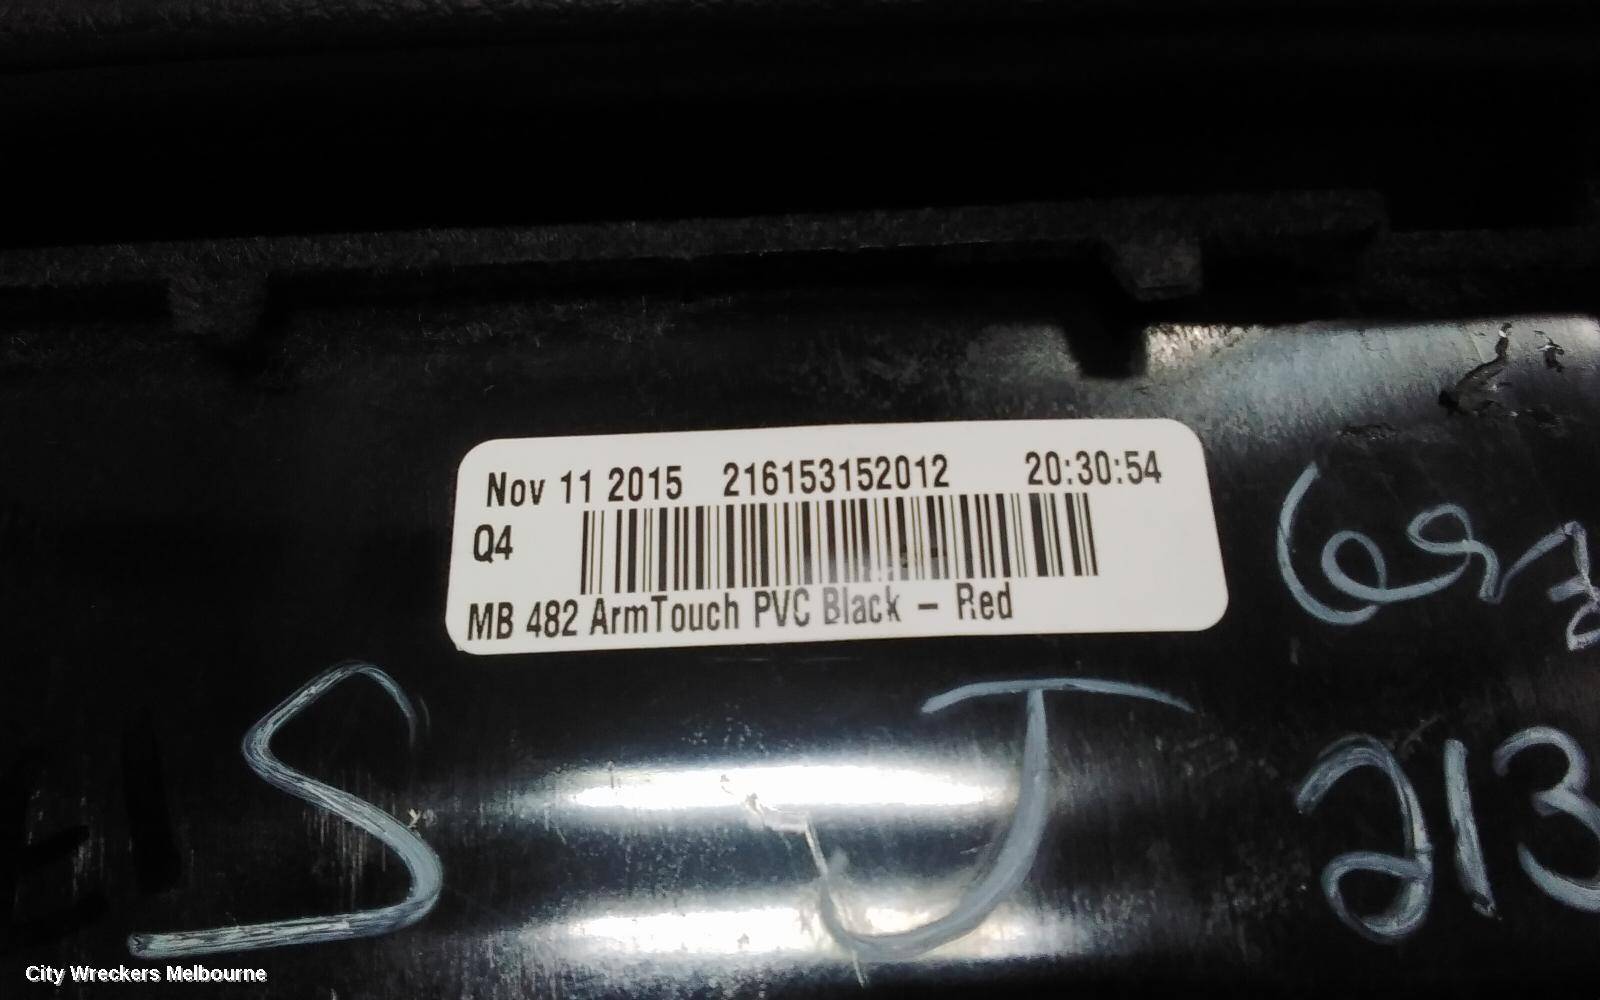 Nov 11 2015 216153152012 20:30:54
Q4
MB 482 ArmTouch PVC Black – Red
S J
213
City Wreckers Melbourne